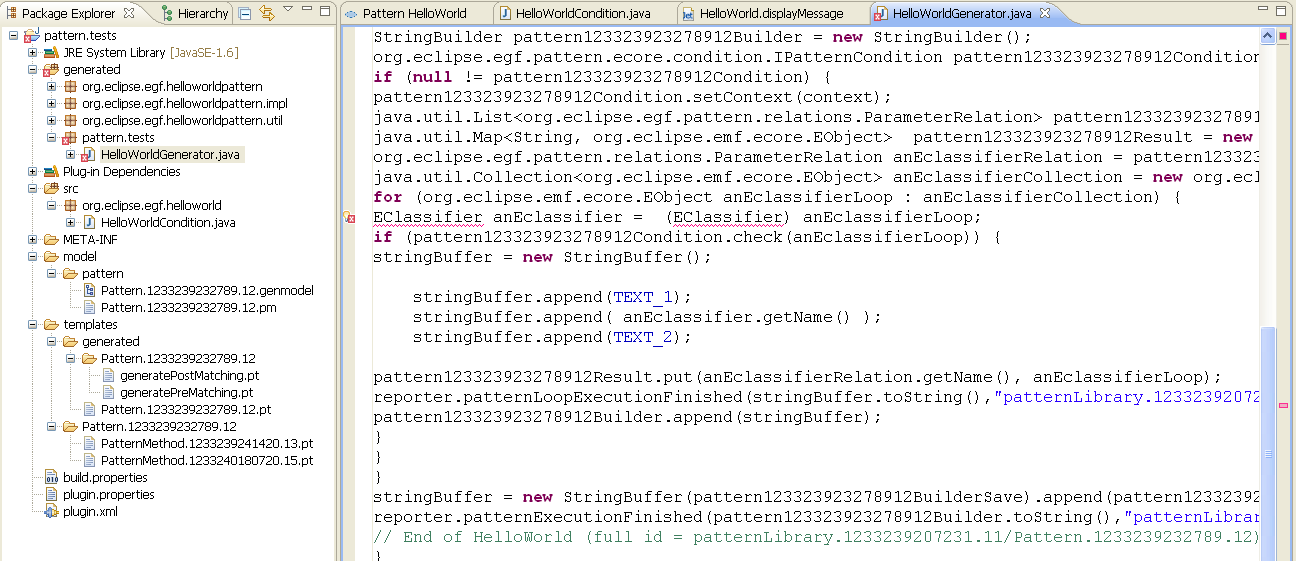 Package Explorer
Hierarchy
pattern.tests
JRE System Library [JavaSE-1.6]
generated
org.eclipse.egf.helloworldpattern
org.eclipse.egf.helloworldpattern.impl
org.eclipse.egf.helloworldpattern.util
pattern.tests
HelloWorldGenerator.java
Plug-in Dependencies
src
org.eclipse.egf.helloworld
HelloWorldCondition.java
META-INF
model
pattern
Pattern.1233239232789.12.genmodel
Pattern.1233239232789.12.pm
templates
generated
Pattern.1233239232789.12
generatePostMatching.pt
generatePreMatching.pt
Pattern.1233239232789.12.pt
Pattern.1233239232789.12
PatternMethod.1233239241420.13.pt
PatternMethod.1233240180720.15.pt
build.properties
plugin.properties
plugin.xml
Pattern HelloWorld
HelloWorldCondition.java
HelloWorld.displayMessage
HelloWorldGenerator.java
StringBuilder pattern123323923278912Builder = new StringBuilder();
org.eclipse.egf.pattern.ecore.condition.IPatternCondition pattern123323923278912Condition
if (null != pattern123323923278912Condition) {
pattern123323923278912Condition.setContext(context);
java.util.List<org.eclipse.egf.pattern.relations.ParameterRelation> pattern12332392327891
java.util.Map<String, org.eclipse.emf.ecore.EObject>  pattern123323923278912Result = new
org.eclipse.egf.pattern.relations.ParameterRelation anEclassifierRelation = pattern123323
java.util.Collection<org.eclipse.emf.ecore.EObject> anEclassifierCollection = new org.ecl
for (org.eclipse.emf.ecore.EObject anEclassifierLoop : anEclassifierCollection) {
EClassifier anEclassifier =  (EClassifier) anEclassifierLoop;
if (pattern123323923278912Condition.check(anEclassifierLoop)) {
stringBuffer = new StringBuffer();
stringBuffer.append(TEXT_1);
stringBuffer.append( anEclassifier.getName() );
stringBuffer.append(TEXT_2);
pattern123323923278912Result.put(anEclassifierRelation.getName(), anEclassifierLoop);
reporter.patternLoopExecutionFinished(stringBuffer.toString(),"patternLibrary.12332392072
pattern123323923278912Builder.append(stringBuffer);
}
}
}
stringBuffer = new StringBuffer(pattern123323923278912BuilderSave).append(pattern12332392
reporter.patternExecutionFinished(pattern123323923278912Builder.toString(),"patternLibrar
// End of HelloWorld (full id = patternLibrary.1233239207231.11/Pattern.1233239232789.12)
}